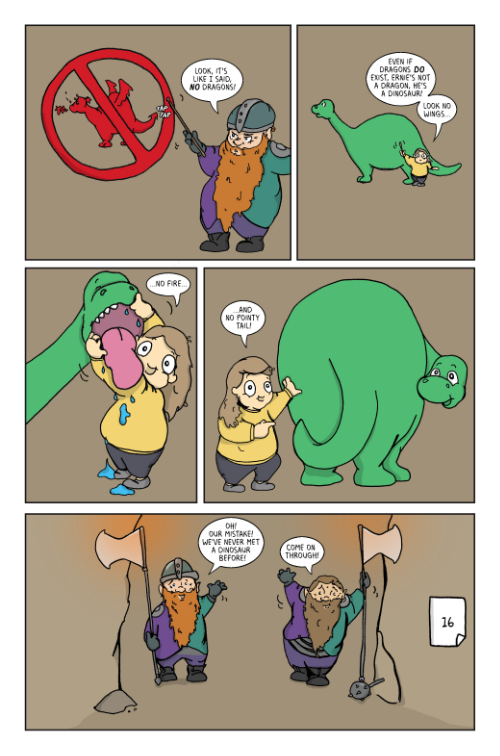 LOOK, IT'S
LIKE I SAID,
NO DRAGONS!
TAP
TAP
EVEN IF
DRAGONS DO
EXIST, ERNIE'S NOT
A DRAGON, HE'S
A DINOSAUR!
LOOK NO
WINGS...
...NO FIRE...
...AND
NO POINTY
TAIL!
OH!
OUR MISTAKE!
WE'VE NEVER MET
A DINOSAUR
BEFORE!
COME ON
THROUGH!
16